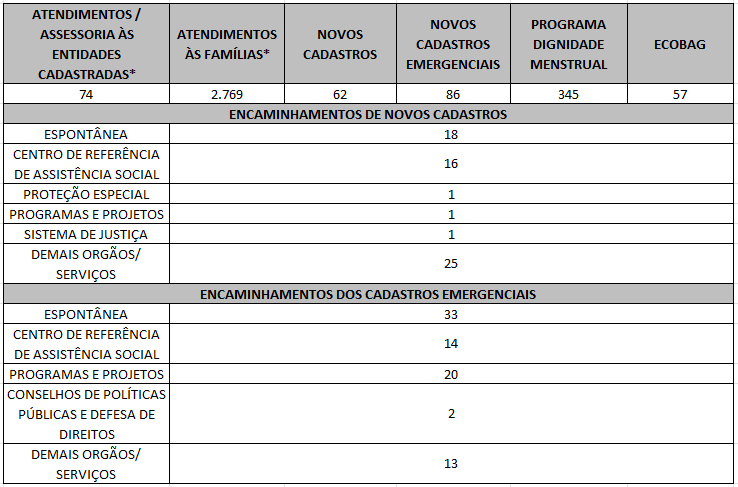 ATENDIMENTOS /
ASSESSORIA ÀS
ENTIDADES
CADASTRADAS*
ATENDIMENTOS
ÀS FAMÍLIAS*
NOVOS
CADASTROS
NOVOS
CADASTROS
EMERGENCIAIS
PROGRAMA
DIGNIDADE
MENSTRUAL
ECOBAG
74
2.769
62
86
345
57
ENCAMINHAMENTOS DE NOVOS CADASTROS
ESPONTÂNEA
18
CENTRO DE REFERÊNCIA
DE ASSISTÊNCIA SOCIAL
16
PROTEÇÃO ESPECIAL
1
PROGRAMAS E PROJETOS
1
SISTEMA DE JUSTIÇA
1
DEMAIS ORGÃOS/
SERVIÇOS
25
ENCAMINHAMENTOS DOS CADASTROS EMERGENCIAIS
ESPONTÂNEA
33
CENTRO DE REFERÊNCIA
DE ASSISTÊNCIA SOCIAL
14
PROGRAMAS E PROJETOS
20
CONSELHOS DE POLÍTICAS
PÚBLICAS E DEFESA DE
DIREITOS
2
DEMAIS ORGÃOS/
SERVIÇOS
13